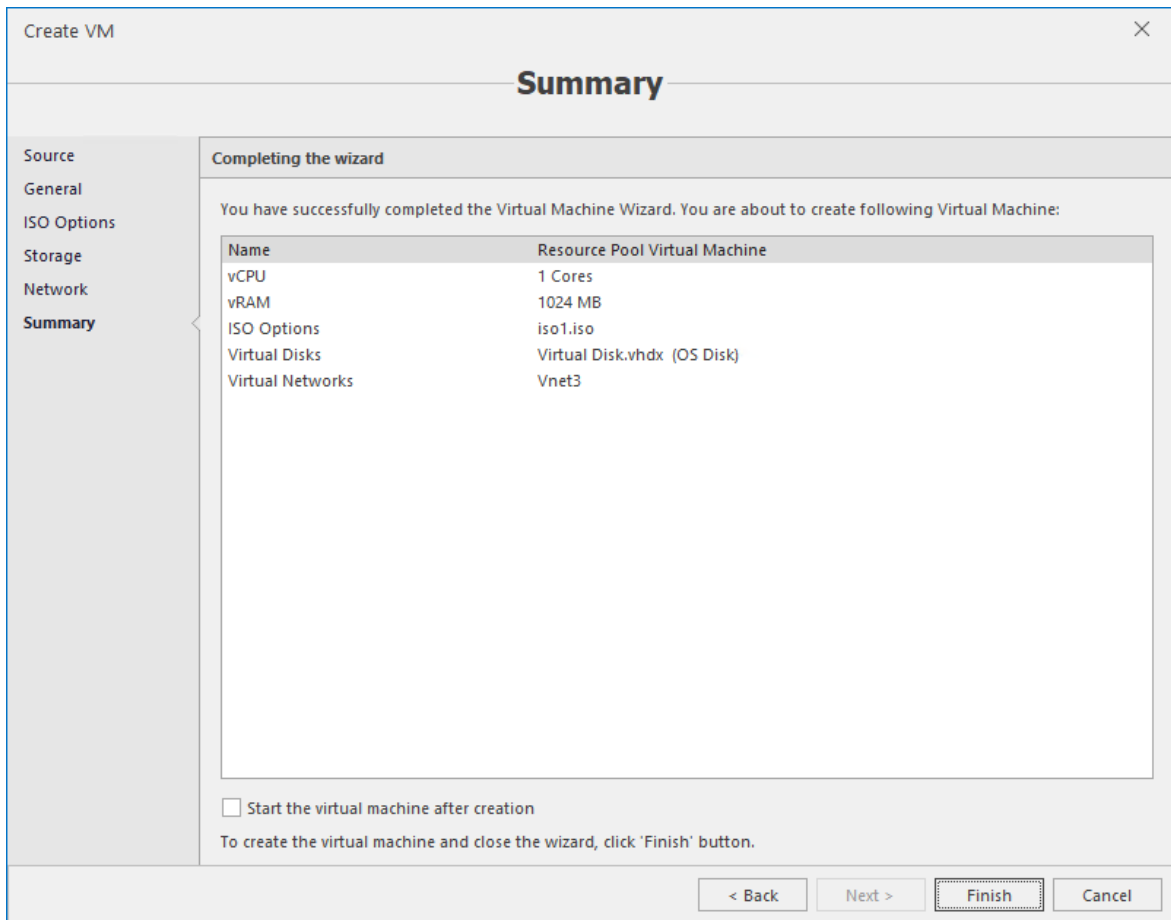 Create VM
Summary
Source
General
ISO Options
Storage
Network
Summary
Completing the wizard
You have successfully completed the Virtual Machine Wizard. You are about to create following Virtual Machine:
Name Resource Pool Virtual Machine
vCPU 1 Cores
vRAM 1024 MB
ISO Options iso1.iso
Virtual Disks Virtual Disk.vhdx (OS Disk)
Virtual Networks Vnet3
Start the virtual machine after creation
To create the virtual machine and close the wizard, click 'Finish' button.
< Back Next > Finish Cancel